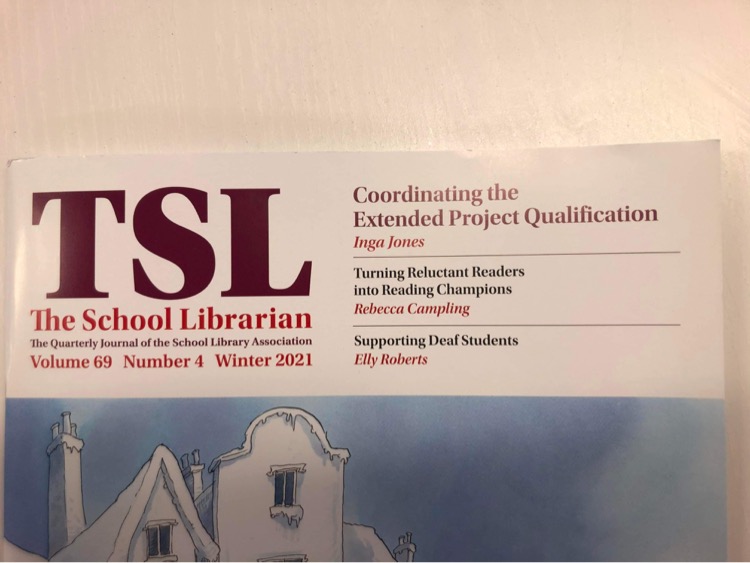 TSL
The School Librarian
The Quarterly Journal of the School Library Association
Volume 69 Number 4 Winter 2021
Coordinating the
Extended Project Qualification
Inga Jones
Turning Reluctant Readers
into Reading Champions
Rebecca Campling
Supporting Deaf Students
Elly Roberts